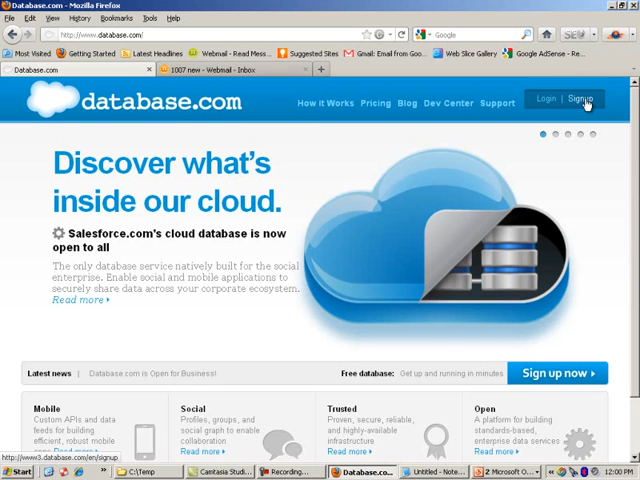 Database.com - Mozilla Firefox
File Edit View History Bookmarks Tools Help
http://www.database.com/
Google
Most Visited Getting Started Latest Headlines Webmail - Read Mess... Suggested Sites Gmail: Email from Goo... Web Slice Gallery Google AdSense - Re...
Database.com
1007 new - Webmail - Inbox
database.com
How it Works Pricing Blog Dev Center Support
Login | Signup
Discover what's
inside our cloud.
Salesforce.com's cloud database is now
open to all
The only database service natively built for the social
enterprise. Enable social and mobile applications to
securely share data across your corporate ecosystem.
Read more
Latest news | Database.com is Open for Business!
Free database: Get up and running in minutes
Sign up now
Mobile
Custom APIs and data
feeds for building
efficient, robust mobile
apps Read more
Social
Profiles, groups, and
social graph to enable
collaboration
Read more
Trusted
Proven, secure, reliable,
and highly-available
infrastructure
Read more
Open
A platform for building
standards-based,
enterprise data services
Read more
http://www3.database.com/en/signup
Start
C:\Temp
Camtasia Studi...
Recording...
Database.co...
Untitled - Note...
2 Microsoft O...
12:00 PM